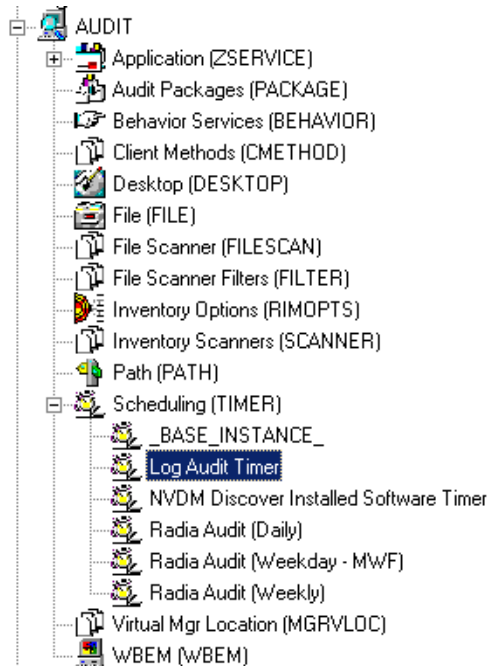 AUDIT
Application (ZSERVICE)
Audit Packages (PACKAGE)
Behavior Services (BEHAVIOR)
Client Methods (CMETHOD)
Desktop (DESKTOP)
File (FILE)
File Scanner (FILESCAN)
File Scanner Filters (FILTER)
Inventory Options (RIMOPTS)
Inventory Scanners (SCANNER)
Path (PATH)
Scheduling (TIMER)
_BASE_INSTANCE_
Log Audit Timer
NVDM Discover Installed Software Timer
Radia Audit (Daily)
Radia Audit (Weekday - MWF)
Radia Audit (Weekly)
Virtual Mgr Location (MGRVLOC)
WBEM (WBEM)